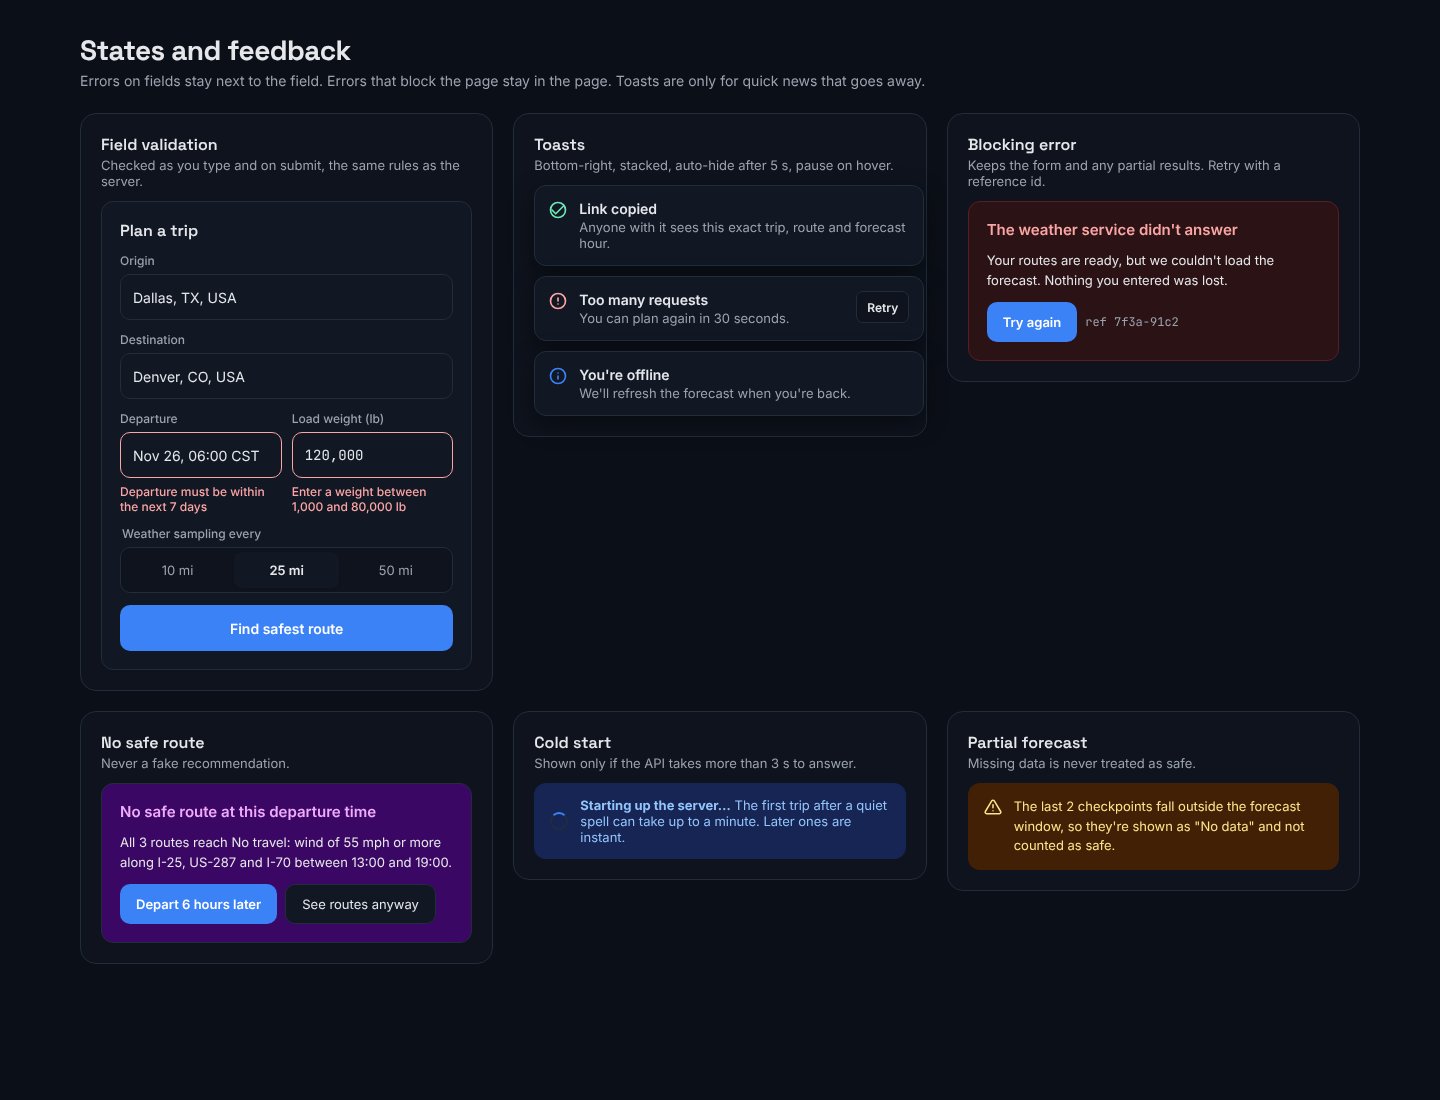 States and feedback
Errors on fields stay next to the field. Errors that block the page stay in the page. Toasts are only for quick news that goes away.
Field validation
Checked as you type and on submit, the same rules as the
server.
Plan a trip
Origin
Dallas, TX, USA
Destination
Denver, CO, USA
Departure
Load weight (lb)
Nov 26, 06:00 CST
120,000
Departure must be within
the next 7 days
Enter a weight between
1,000 and 80,000 lb
Weather sampling every
10 mi
25 mi
50 mi
Find safest route
Toasts
Bottom-right, stacked, auto-hide after 5 s, pause on hover.
Link copied
Anyone with it sees this exact trip, route and forecast
hour.
Too many requests
You can plan again in 30 seconds.
Retry
You're offline
We'll refresh the forecast when you're back.
Blocking error
Keeps the form and any partial results. Retry with a
reference id.
The weather service didn't answer
Your routes are ready, but we couldn't load the
forecast. Nothing you entered was lost.
Try again
ref 7f3a-91c2
No safe route
Never a fake recommendation.
No safe route at this departure time
All 3 routes reach No travel: wind of 55 mph or more
along I-25, US-287 and I-70 between 13:00 and 19:00.
Depart 6 hours later
See routes anyway
Cold start
Shown only if the API takes more than 3 s to answer.
Starting up the server… The first trip after a quiet
spell can take up to a minute. Later ones are
instant.
Partial forecast
Missing data is never treated as safe.
The last 2 checkpoints fall outside the forecast
window, so they're shown as "No data" and not
counted as safe.